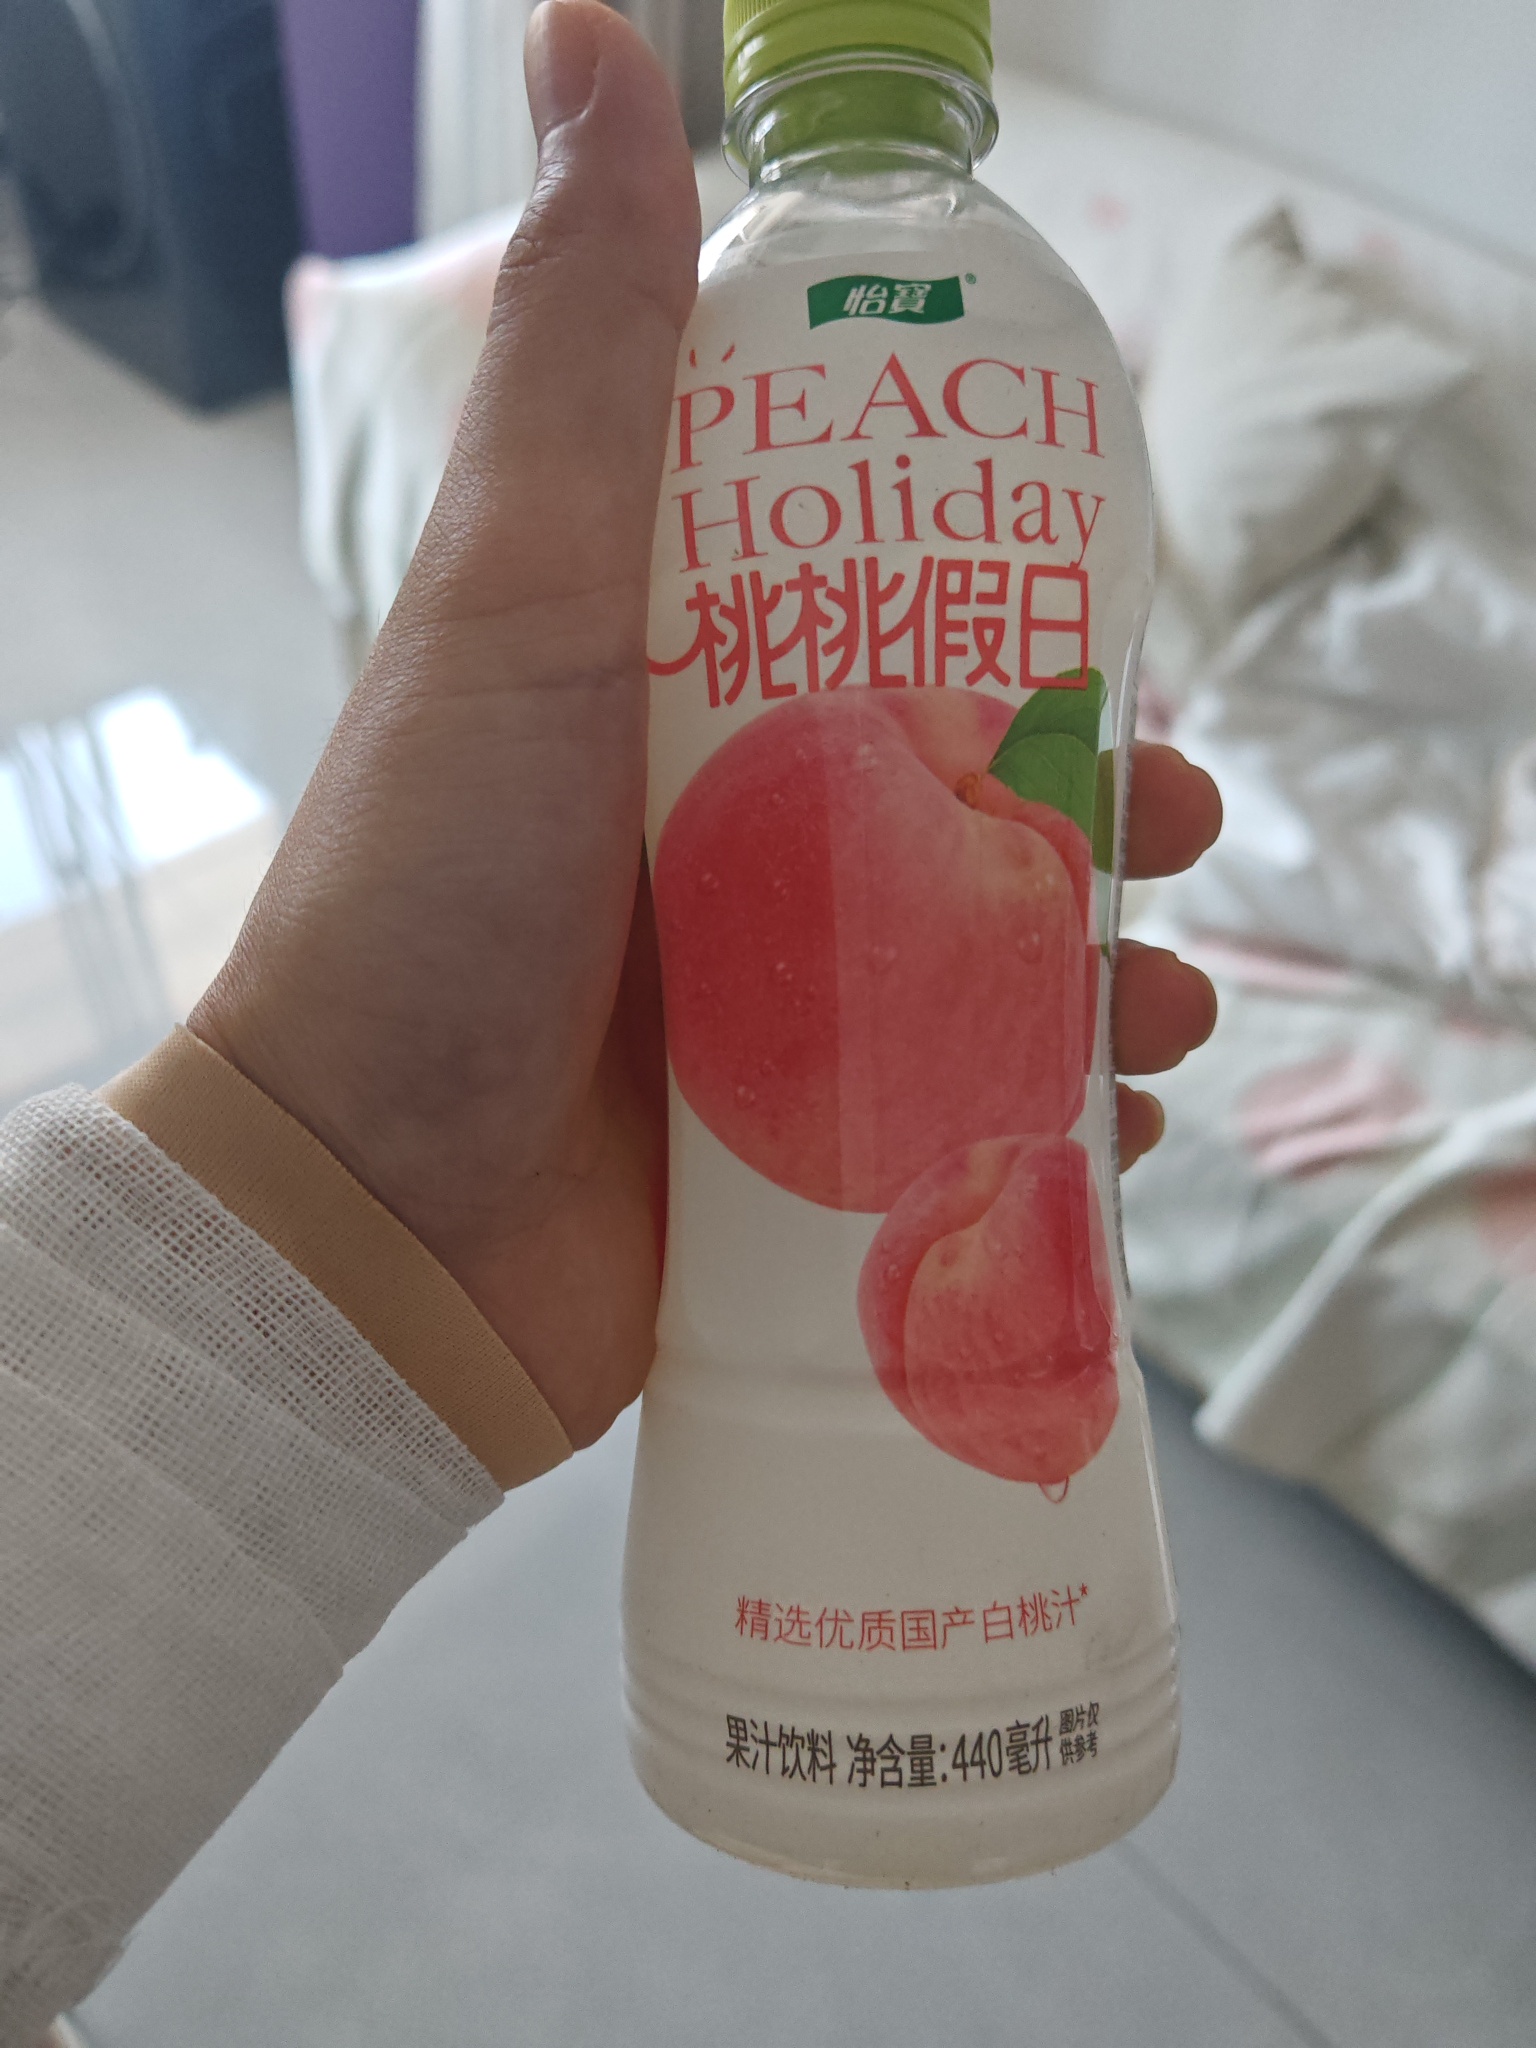 怡寶®
PEACH
Holiday
桃桃假日
精选优质国产白桃汁*
果汁饮料 净含量:440毫升 图片仅
供参考